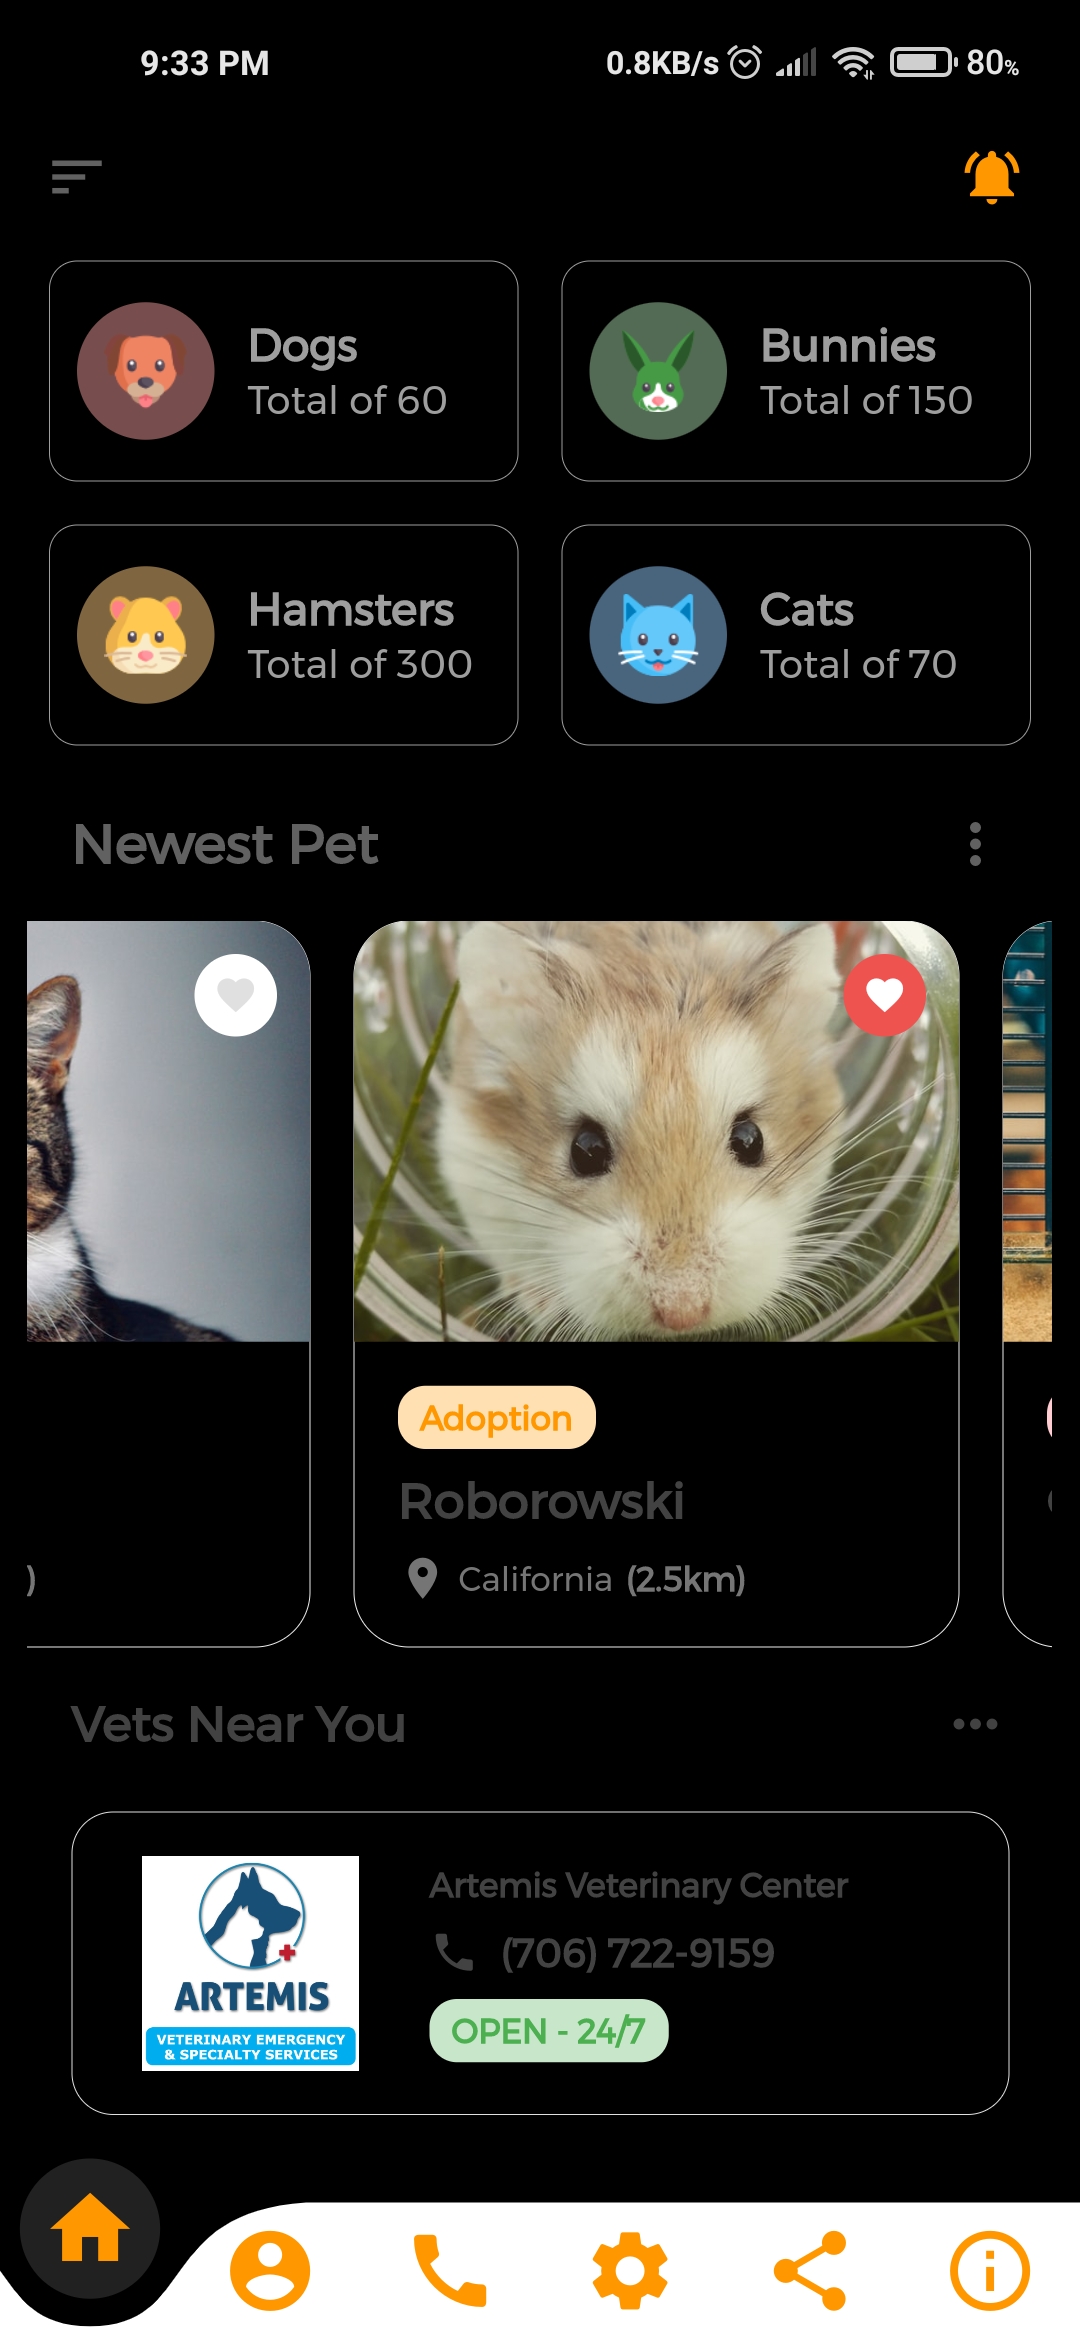 9:33 PM 0.8KB/s 80%
Dogs
Total of 60
Bunnies
Total of 150
Hamsters
Total of 300
Cats
Total of 70
Newest Pet
Adoption
Roborowski
California (2.5km)
)
Vets Near You
Artemis Veterinary Center
(706) 722-9159
OPEN - 24/7
ARTEMIS
VETERINARY EMERGENCY
& SPECIALTY SERVICES